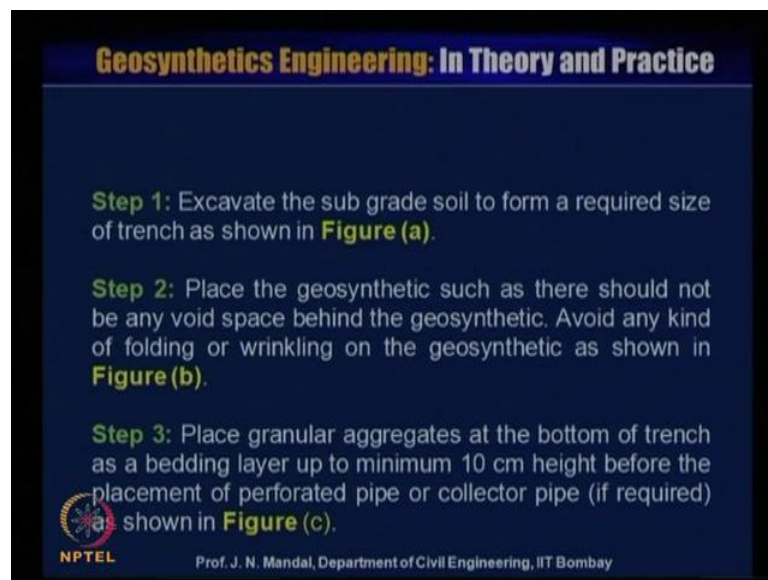 Geosynthetics Engineering: In Theory and Practice
Step 1: Excavate the sub grade soil to form a required size
of trench as shown in Figure (a).
Step 2: Place the geosynthetic such as there should not
be any void space behind the geosynthetic. Avoid any kind
of folding or wrinkling on the geosynthetic as shown in
Figure (b).
Step 3: Place granular aggregates at the bottom of trench
as a bedding layer up to minimum 10 cm height before the
placement of perforated pipe or collector pipe (if required)
as shown in Figure (c).
NPTEL
Prof. J. N. Mandal, Department of Civil Engineering, IIT Bombay